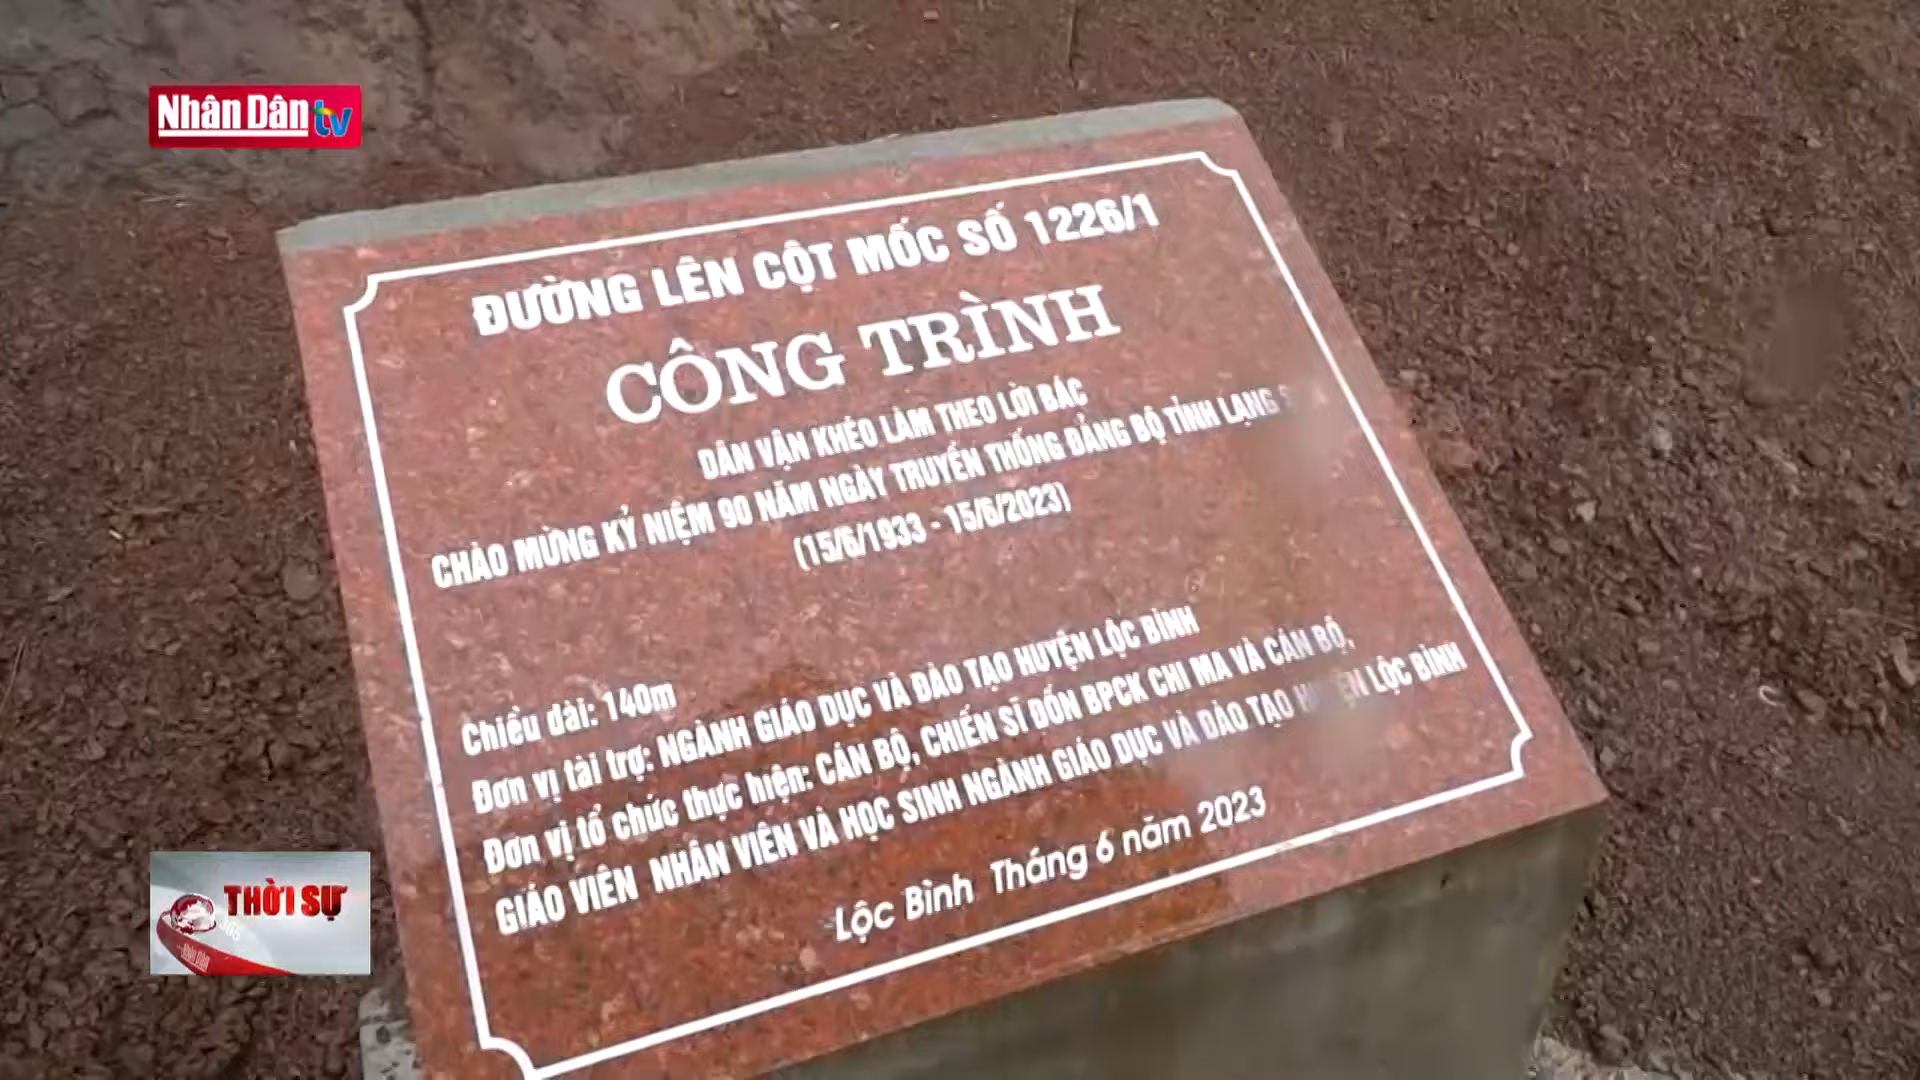 Nhân Dân tv
ĐƯỜNG LÊN CỘT MỐC SỐ 1226/1
CÔNG TRÌNH
DÂN VẬN KHÉO LÀM THEO LỜI BÁC
CHÀO MỪNG KỶ NIỆM 90 NĂM NGÀY TRUYỀN THỐNG ĐẢNG BỘ TỈNH LẠNG
(15/6/1933 - 15/6/2023)
Chiều dài: 140m
Đơn vị tài trợ: NGÀNH GIÁO DỤC VÀ ĐÀO TẠO HUYỆN LỘC BÌNH
Đơn vị tổ chức thực hiện: CÁN BỘ, CHIẾN SĨ ĐỒN BPCK CHI MA VÀ CÁN BỘ,
GIÁO VIÊN NHÂN VIÊN VÀ HỌC SINH NGÀNH GIÁO DỤC VÀ ĐÀO TẠO HUYỆN LỘC BÌNH
Lộc Bình Tháng 6 năm 2023
THỜI SỰ
365
NHÂN DÂN